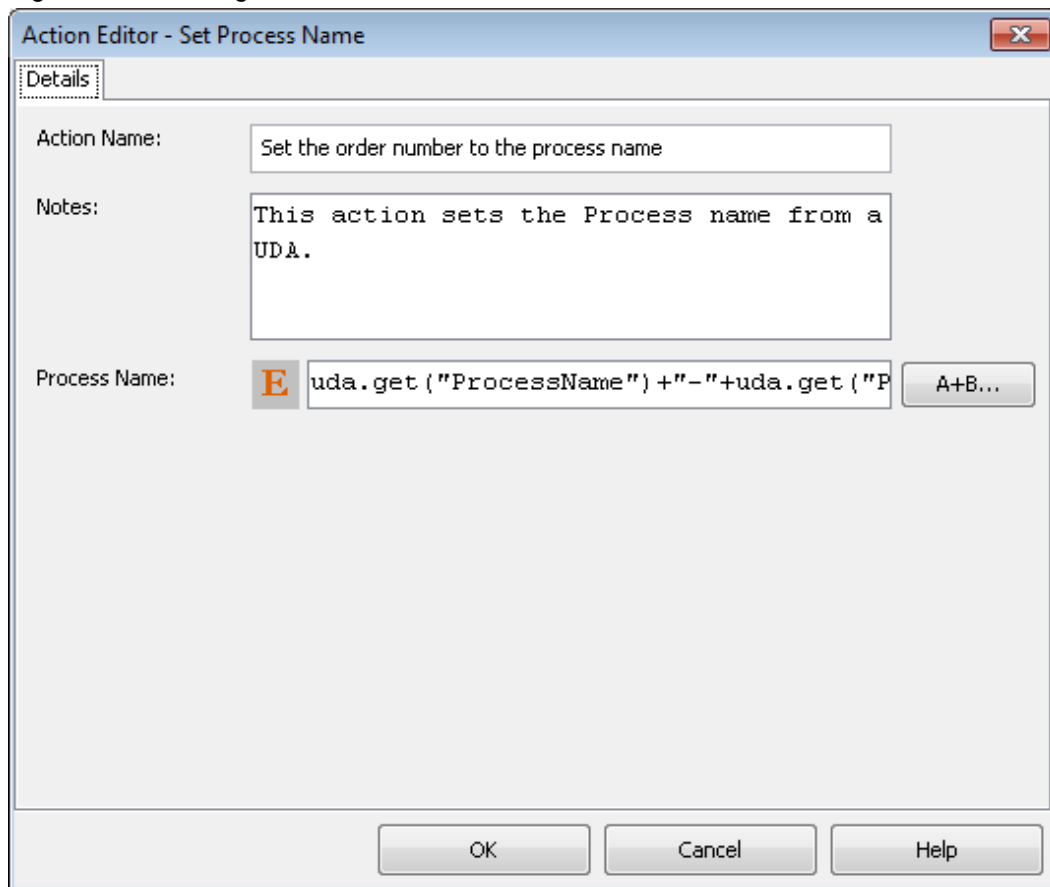 Action Editor - Set Process Name
Details
Action Name:
Set the order number to the process name
Notes:
This action sets the Process name from a
UDA.
Process Name:
E
uda.get("ProcessName")+"-"+uda.get("P
A+B...
OK
Cancel
Help